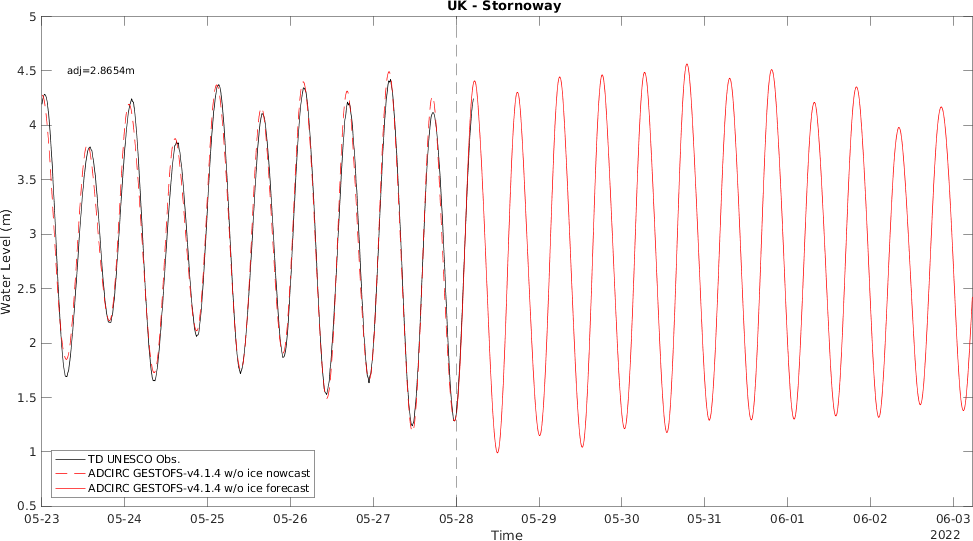 UK - Stornoway
adj=2.8654m
Water Level (m)
5
4.5
4
3.5
3
2.5
2
1.5
1
0.5
TD UNESCO Obs.
ADCIRC GESTOFS-v4.1.4 w/o ice nowcast
ADCIRC GESTOFS-v4.1.4 w/o ice forecast
05-23 05-24 05-25 05-26 05-27 05-28 05-29 05-30 05-31 06-01 06-02 06-03
Time 2022